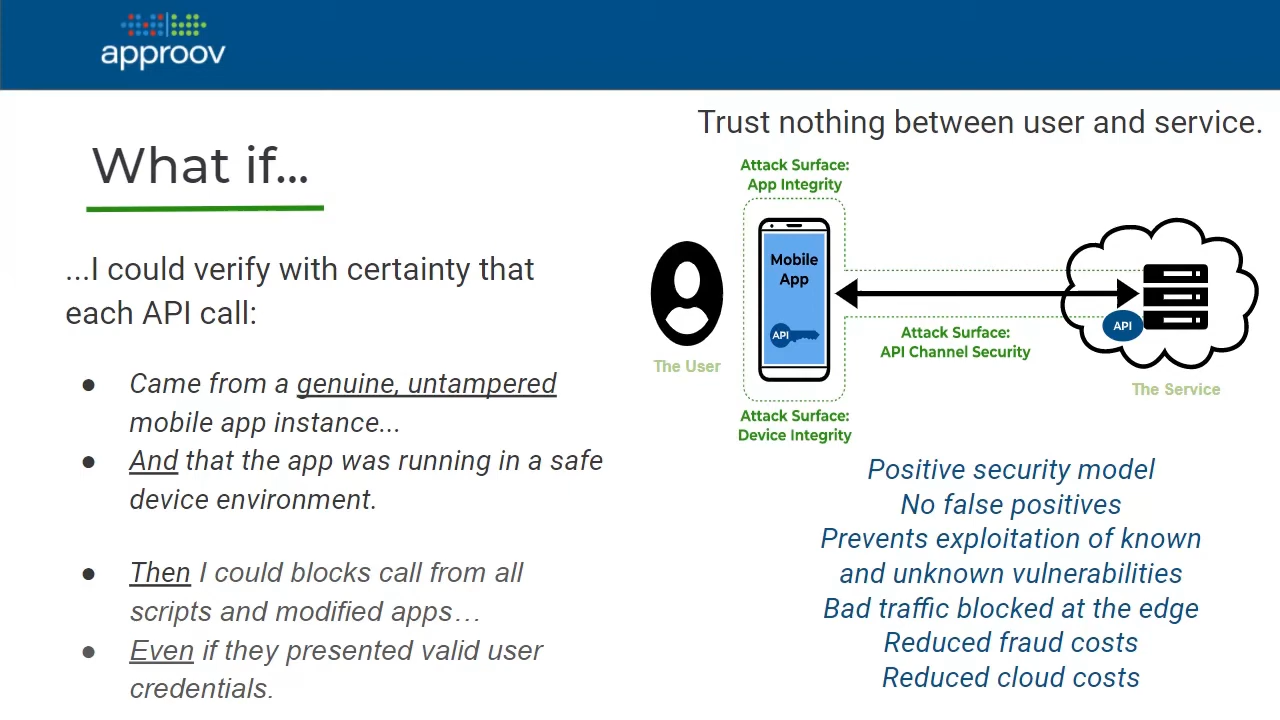 approov
What if...
...I could verify with certainty that
each API call:
● Came from a genuine, untampered
mobile app instance...
● And that the app was running in a safe
device environment.
● Then I could blocks call from all
scripts and modified apps…
● Even if they presented valid user
credentials.
Trust nothing between user and service.
Attack Surface:
App Integrity
Mobile
App
API
The User
Attack Surface:
API Channel Security
API
The Service
Attack Surface:
Device Integrity
Positive security model
No false positives
Prevents exploitation of known
and unknown vulnerabilities
Bad traffic blocked at the edge
Reduced fraud costs
Reduced cloud costs